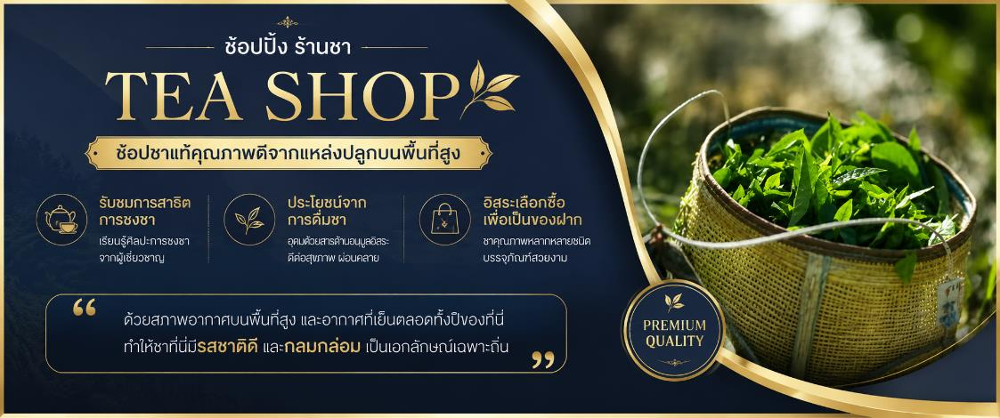 ช้อปปิ้ง ร้านชา
TEA SHOP
ช้อปชาแท้คุณภาพดีจากแหล่งปลูกบนพื้นที่สูง
รับชมการสาธิต
การชงชา
เรียนรู้ศิลปะการชงชา
จากผู้เชี่ยวชาญ
ประโยชน์จาก
การดื่มชา
อุดมด้วยสารต้านอนุมูลอิสระ
ดีต่อสุขภาพ ผ่อนคลาย
อิสระเลือกซื้อ
เพื่อเป็นของฝาก
ชาคุณภาพหลากหลายชนิด
บรรจุภัณฑ์สวยงาม
“ด้วยสภาพอากาศบนพื้นที่สูง และอากาศที่เย็นตลอดทั้งปีของที่นี่
ทำให้ชาที่นี่มีรสชาติดี และกลมกล่อม เป็นเอกลักษณ์เฉพาะถิ่น”
PREMIUM
QUALITY